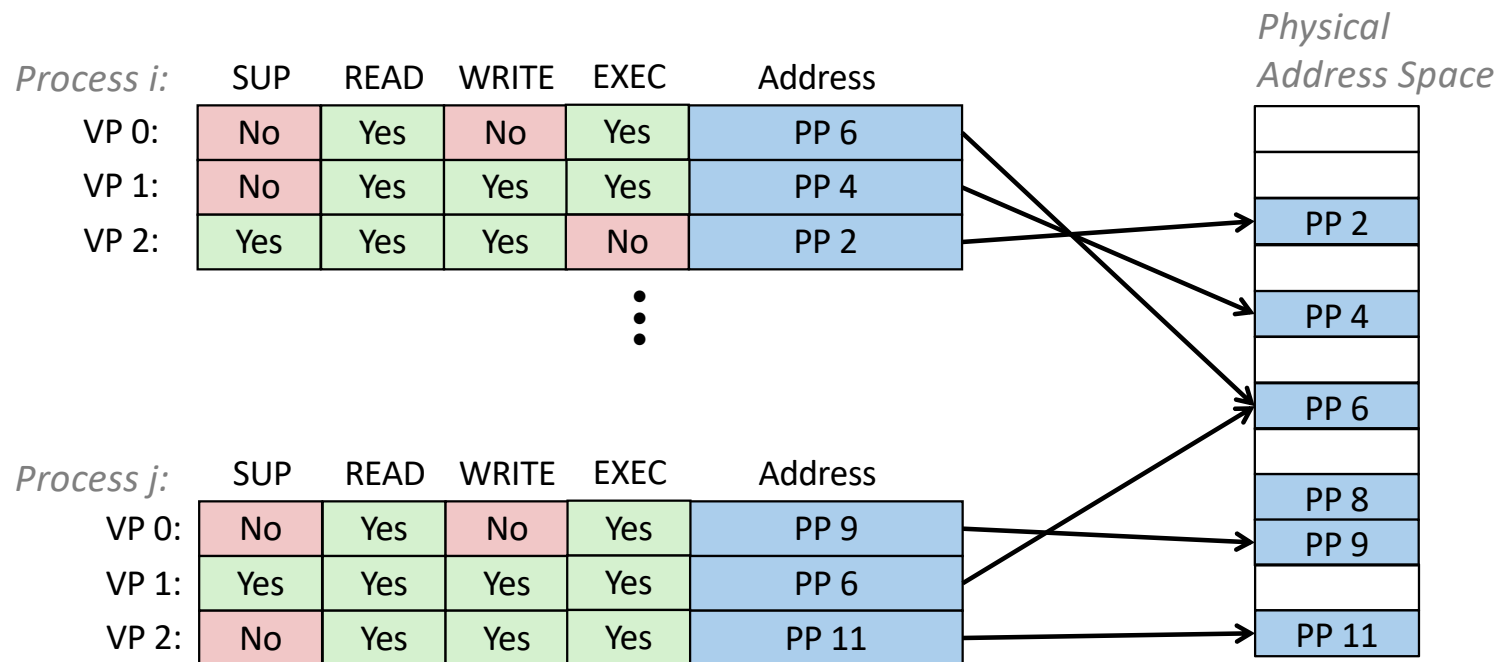 Physical
Address Space
Process i: SUP READ WRITE EXEC Address
VP 0: No Yes No Yes PP 6
VP 1: No Yes Yes Yes PP 4
VP 2: Yes Yes Yes No PP 2
PP 2
PP 4
PP 6
Process j: SUP READ WRITE EXEC Address
VP 0: No Yes No Yes PP 9
VP 1: Yes Yes Yes Yes PP 6
VP 2: No Yes Yes Yes PP 11
PP 8
PP 9
PP 11